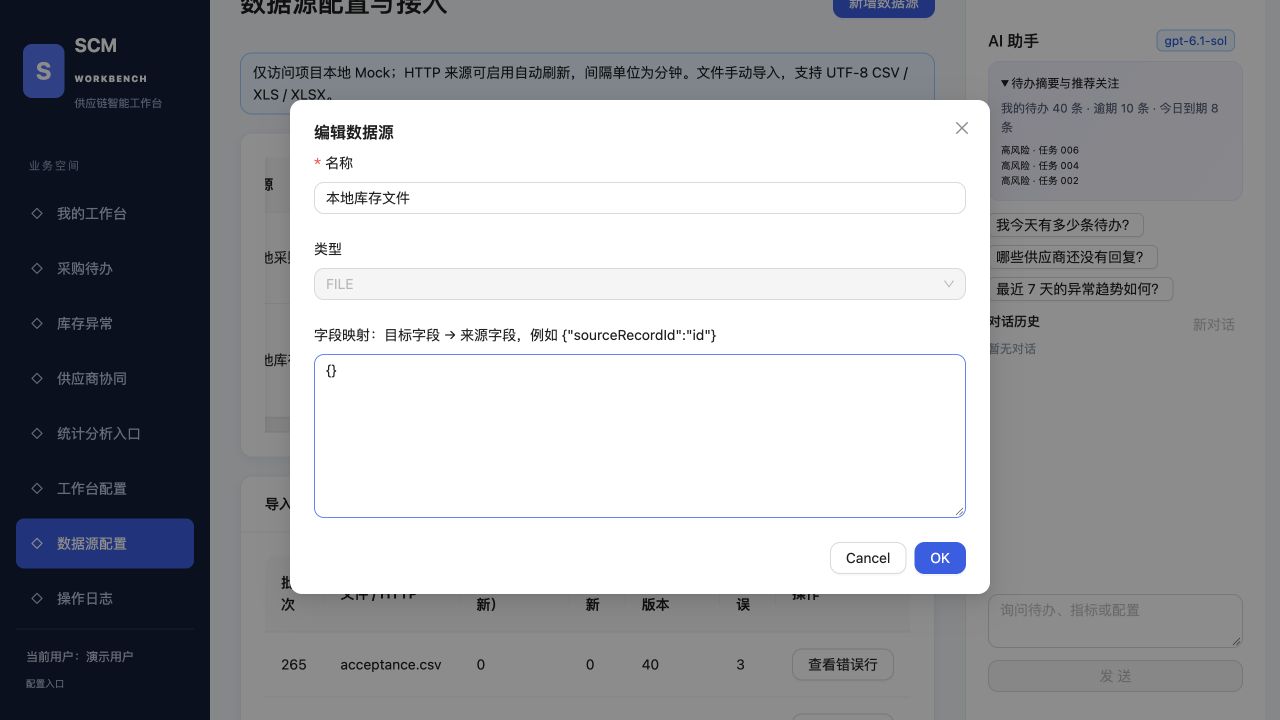 S
SCM
WORKBENCH
供应链智能工作台
业务空间
我的工作台
采购待办
库存异常
供应商协同
统计分析入口
工作台配置
数据源配置
操作日志
当前用户：演示用户
配置入口
数据源配置与接入
新增数据源
仅访问项目本地 Mock；HTTP 来源可启用自动刷新，间隔单位为分钟。文件手动导入，支持 UTF-8 CSV /
XLS / XLSX。
编辑数据源
* 名称
本地库存文件
类型
FILE
字段映射：目标字段 → 来源字段，例如 {"sourceRecordId":"id"}
{}
Cancel
OK
导入
次
新）
新
版本
误
操作
265
acceptance.csv
0
0
40
3
查看错误行
AI 助手
gpt-6.1-sol
▼待办摘要与推荐关注
我的待办 40 条 · 逾期 10 条 · 今日到期 8
条
高风险 · 任务 006
高风险 · 任务 004
高风险 · 任务 002
我今天有多少条待办？
哪些供应商还没有回复？
最近 7 天的异常趋势如何？
对话历史
新对话
暂无对话
询问待办、指标或配置
发 送